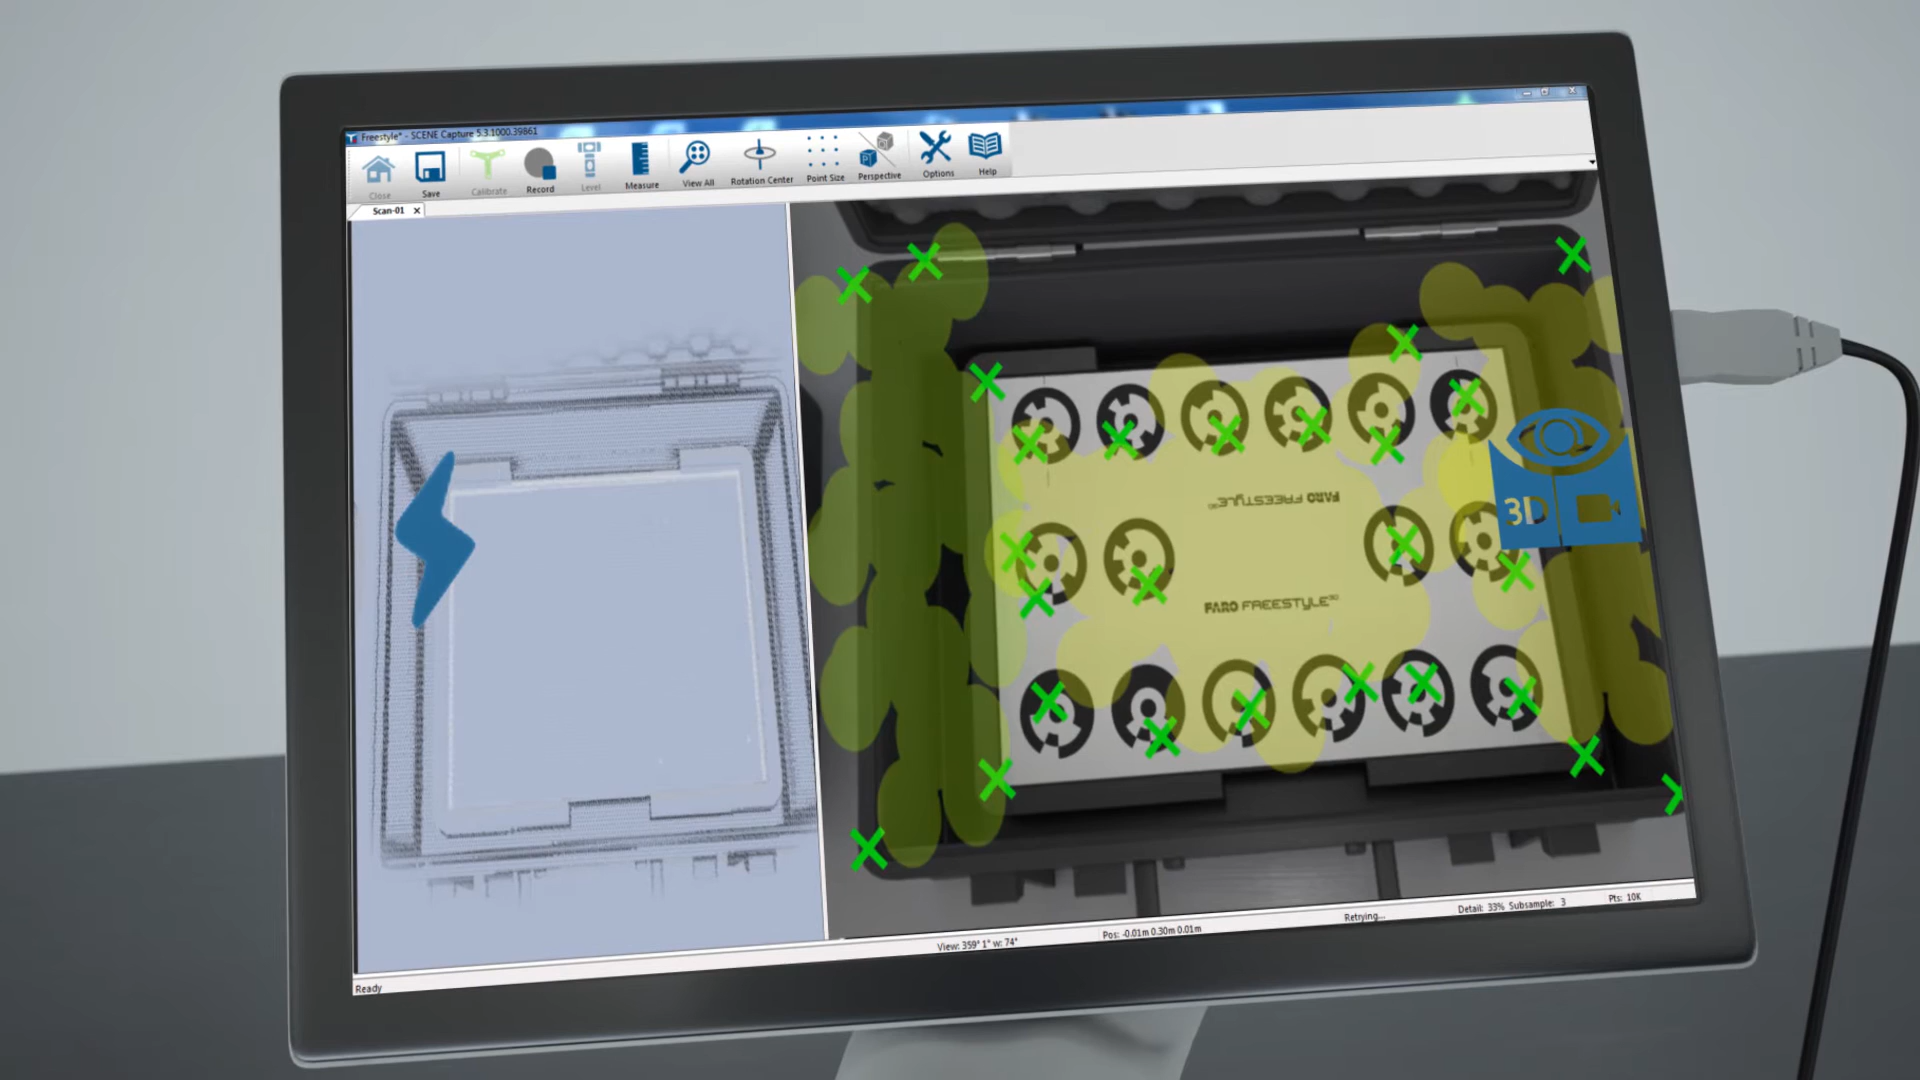 Freestyle* - SCENE Capture 5.3.1000.39861
Close
Save
Calibrate
Record
Level
Measure
View All
Rotation Center
Point Size
Perspective
Options
Help
Scan-01
FARO FREESTYLE3D
3D
FARO FREESTYLE3D
Retrying...
Detail: 33% Subsample: 3
Pts: 10K
View: 359° 1° w: 74°
Pos: -0.01m 0.30m 0.01m
Ready